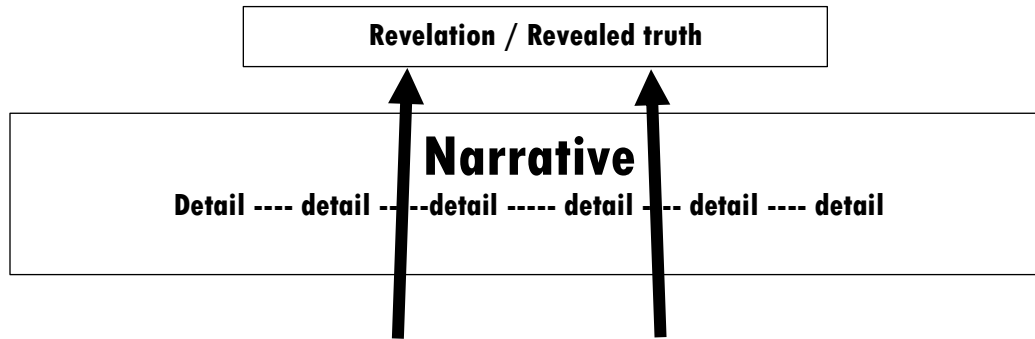 Revelation / Revealed truth
Narrative
Detail ---- detail -----detail ----- detail ---- detail ---- detail